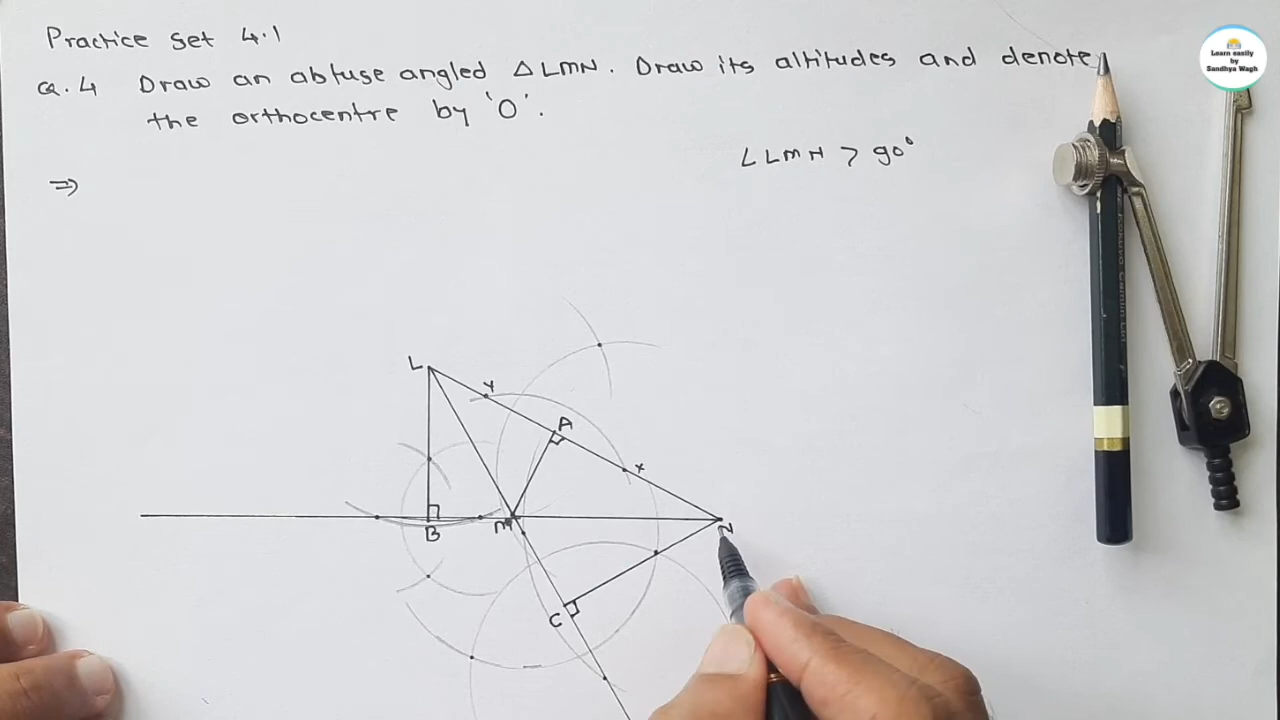 Practice set 4.1
Q.4 Draw an obtuse angled △LMN. Draw its altitudes and denote
the orthocentre by 'O'.
∠LMN > 90°
⇒
Learn easily
by
Sandhya Wagh
L
Y
A
X
B
M
N
C